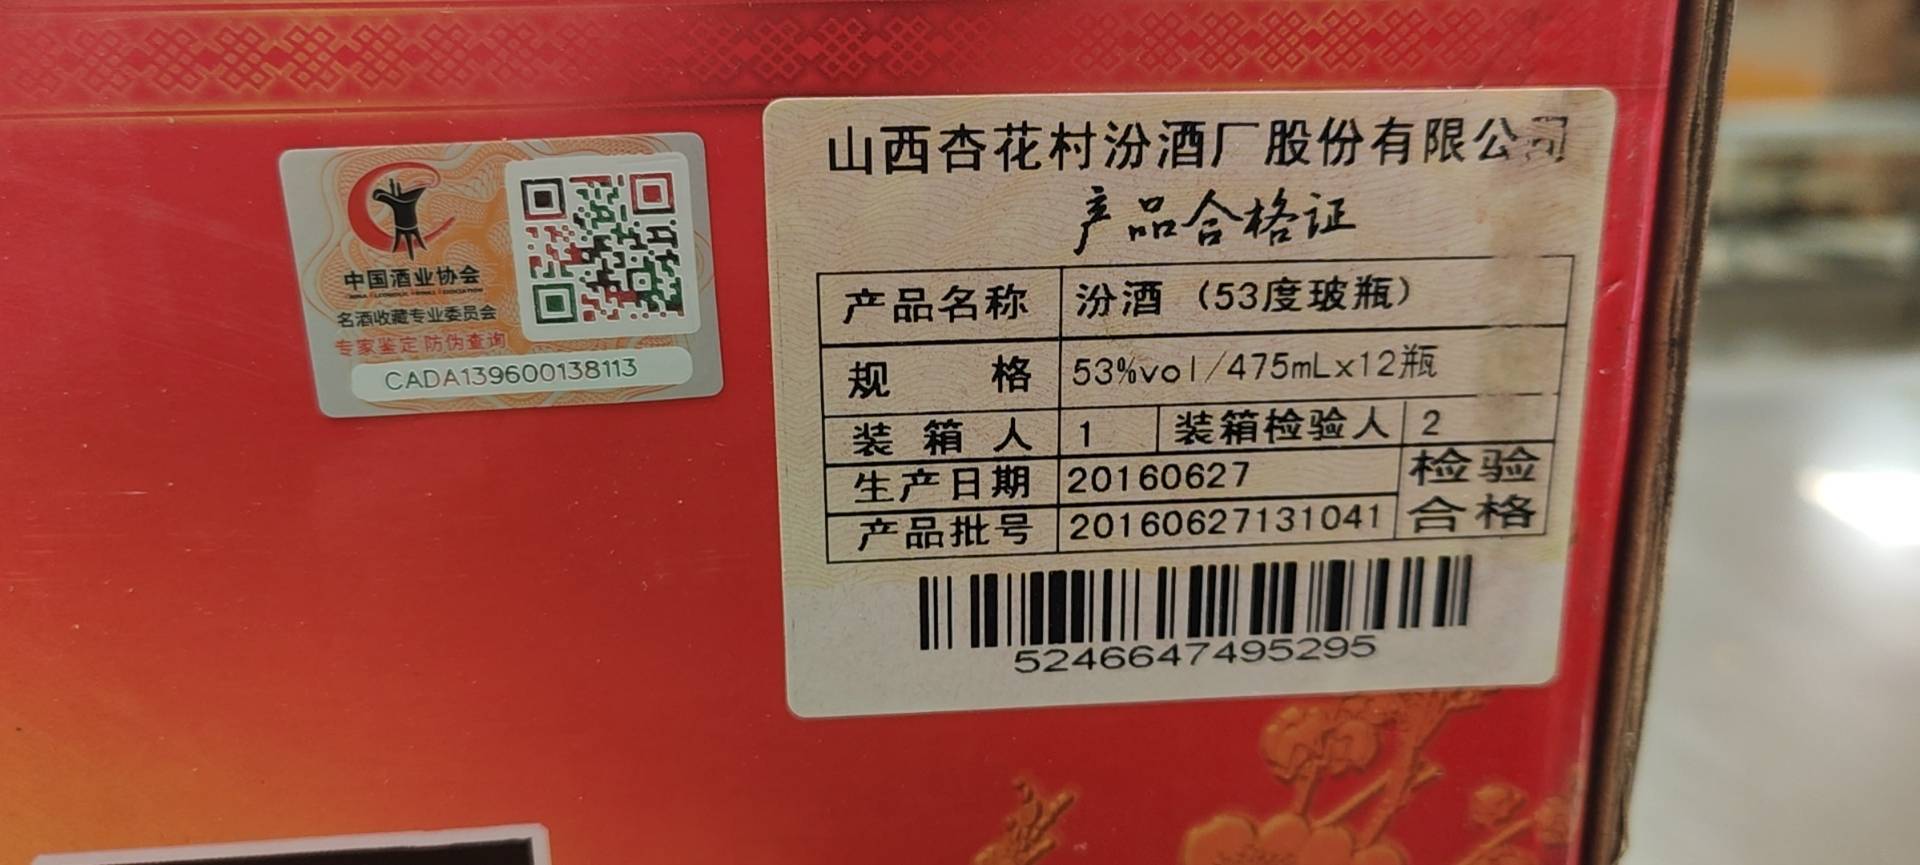 中国酒业协会
名酒收藏专业委员会
专家鉴定 防伪查询
CADA139600138113
山西杏花村汾酒厂股份有限公司
产品合格证
产品名称 汾酒（53度玻瓶）
规格 53%vol/475mLx12瓶
装箱人 1 装箱检验人 2
生产日期 20160627 检验
产品批号 20160627131041 合格
5246647495295